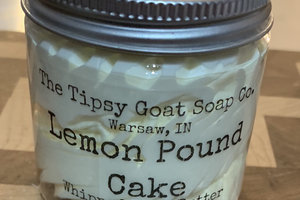 The Tipsy Goat Soap Co.
Warsaw, IN
Lemon Pound
Cake